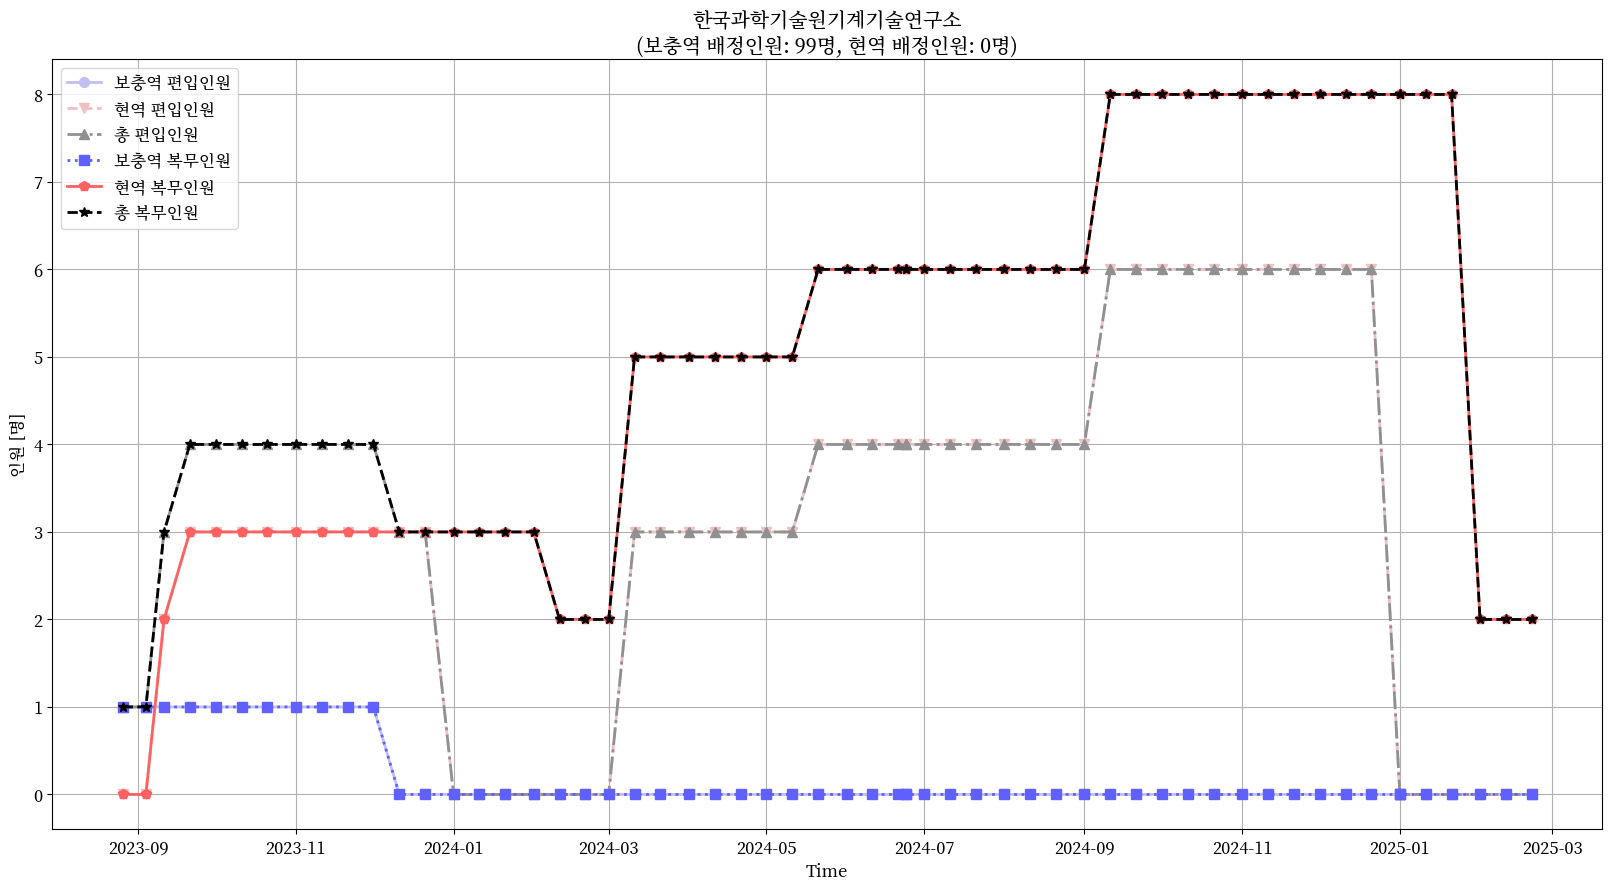 한국과학기술원기계기술연구소
(보충역 배정인원: 99명, 현역 배정인원: 0명)
보충역 편입인원
현역 편입인원
총 편입인원
보충역 복무인원
현역 복무인원
총 복무인원
인원 [명]
8
7
6
5
4
3
2
1
0
2023-09
2023-11
2024-01
2024-03
2024-05
2024-07
2024-09
2024-11
2025-01
2025-03
Time